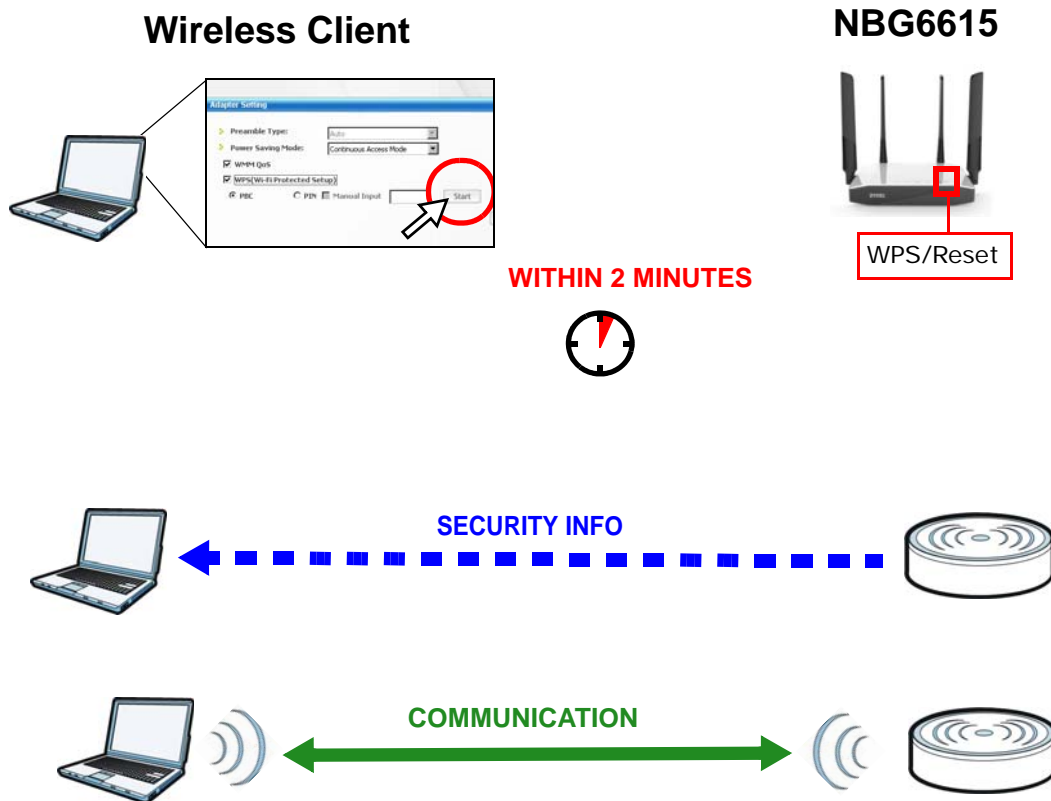 Wireless Client
NBG6615
Adapter Setting
Preamble Type:
Auto
Power Saving Mode:
Continuous Access Mode
WMM QoS
WPS(Wi-Fi Protected Setup)
PBC
PIN
Manual Input
Start
ZYXEL
WPS/Reset
WITHIN 2 MINUTES
SECURITY INFO
COMMUNICATION